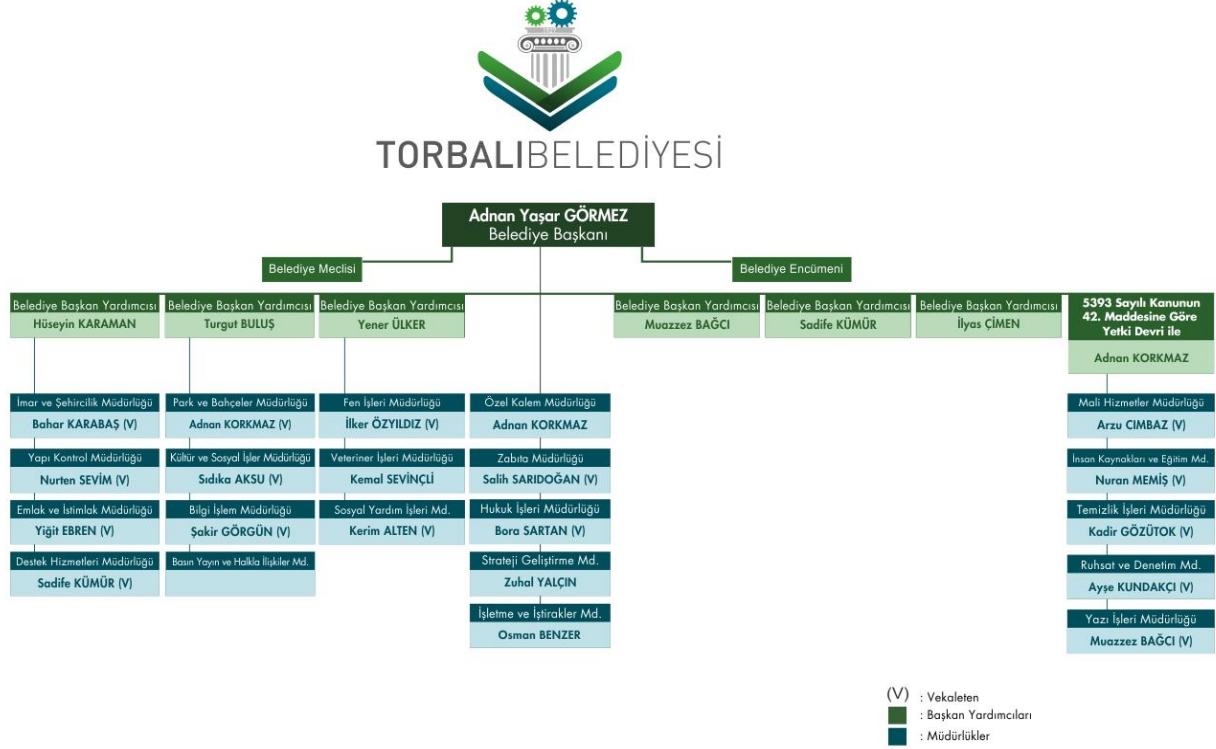 TORBALIBELEDİYESİ
Adnan Yaşar GÖRMEZ
Belediye Başkanı
Belediye Meclisi
Belediye Encümeni
Belediye Başkan Yardımcısı
Hüseyin KARAMAN
Belediye Başkan Yardımcısı
Turgut BULUŞ
Belediye Başkan Yardımcısı
Yener ÜLKER
Belediye Başkan Yardımcısı
Muazzez BAĞCI
Belediye Başkan Yardımcısı
Sadife KÜMÜR
Belediye Başkan Yardımcısı
İlyas ÇİMEN
5393 Sayılı Kanunun
42. Maddesine Göre
Yetki Devri ile
Adnan KORKMAZ
İmar ve Şehircilik Müdürlüğü
Bahar KARABAŞ (V)
Yapı Kontrol Müdürlüğü
Nurten SEVİM (V)
Emlak ve İstimlak Müdürlüğü
Yiğit EBREN (V)
Destek Hizmetleri Müdürlüğü
Sadife KÜMÜR (V)
Park ve Bahçeler Müdürlüğü
Adnan KORKMAZ (V)
Kültür ve Sosyal İşler Müdürlüğü
Sıdıka AKSU (V)
Bilgi İşlem Müdürlüğü
Şakir GÖRGÜN (V)
Basın Yayın ve Halkla İlişkiler Md.
Fen İşleri Müdürlüğü
İlker ÖZYILDIZ (V)
Veteriner İşleri Müdürlüğü
Kemal SEVİNÇLİ
Sosyal Yardım İşleri Md.
Kerim ALTEN (V)
Özel Kalem Müdürlüğü
Adnan KORKMAZ
Zabıta Müdürlüğü
Salih SARIDOĞAN (V)
Hukuk İşleri Müdürlüğü
Bora SARTAN (V)
Strateji Geliştirme Md.
Zuhal YALÇIN
İşletme ve İştirakler Md.
Osman BENZER
Mali Hizmetler Müdürlüğü
Arzu CIMBAZ (V)
İnsan Kaynakları ve Eğitim Md.
Nuran MEMİŞ (V)
Temizlik İşleri Müdürlüğü
Kadir GÖZÜTOK (V)
Ruhsat ve Denetim Md.
Ayşe KUNDAKÇI (V)
Yazı İşleri Müdürlüğü
Muazzez BAĞCI (V)
(V) : Vekaleten
: Başkan Yardımcıları
: Müdürlükler